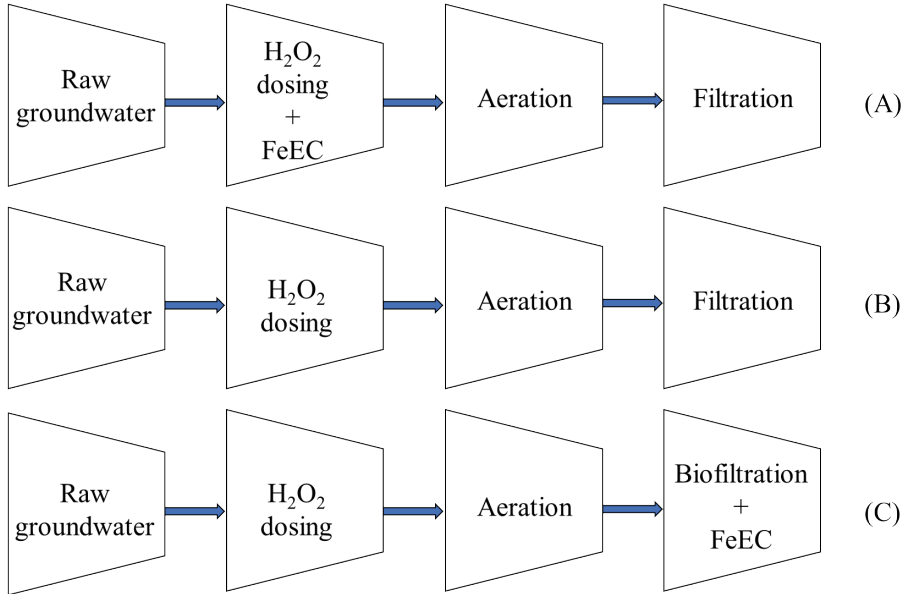 Raw
groundwater
H₂O₂
dosing
+
FeEC
Aeration
Filtration
(A)
Raw
groundwater
H₂O₂
dosing
Aeration
Filtration
(B)
Raw
groundwater
H₂O₂
dosing
Aeration
Biofiltration
+
FeEC
(C)